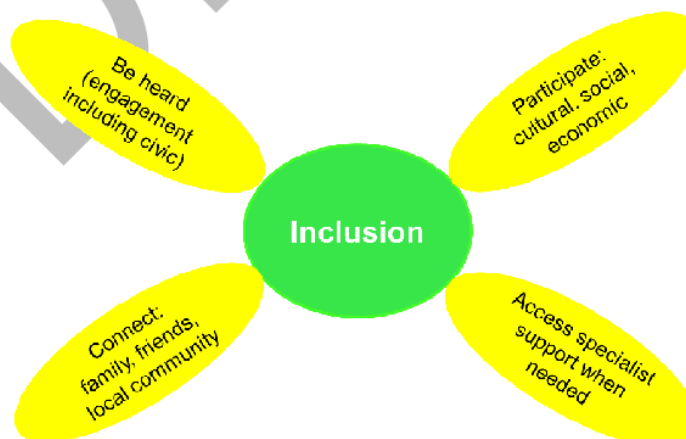 Be heard
(engagement
including civic)
Participate:
cultural. social,
economic
Inclusion
Connect:
family, friends,
local community
Access specialist
support when
needed